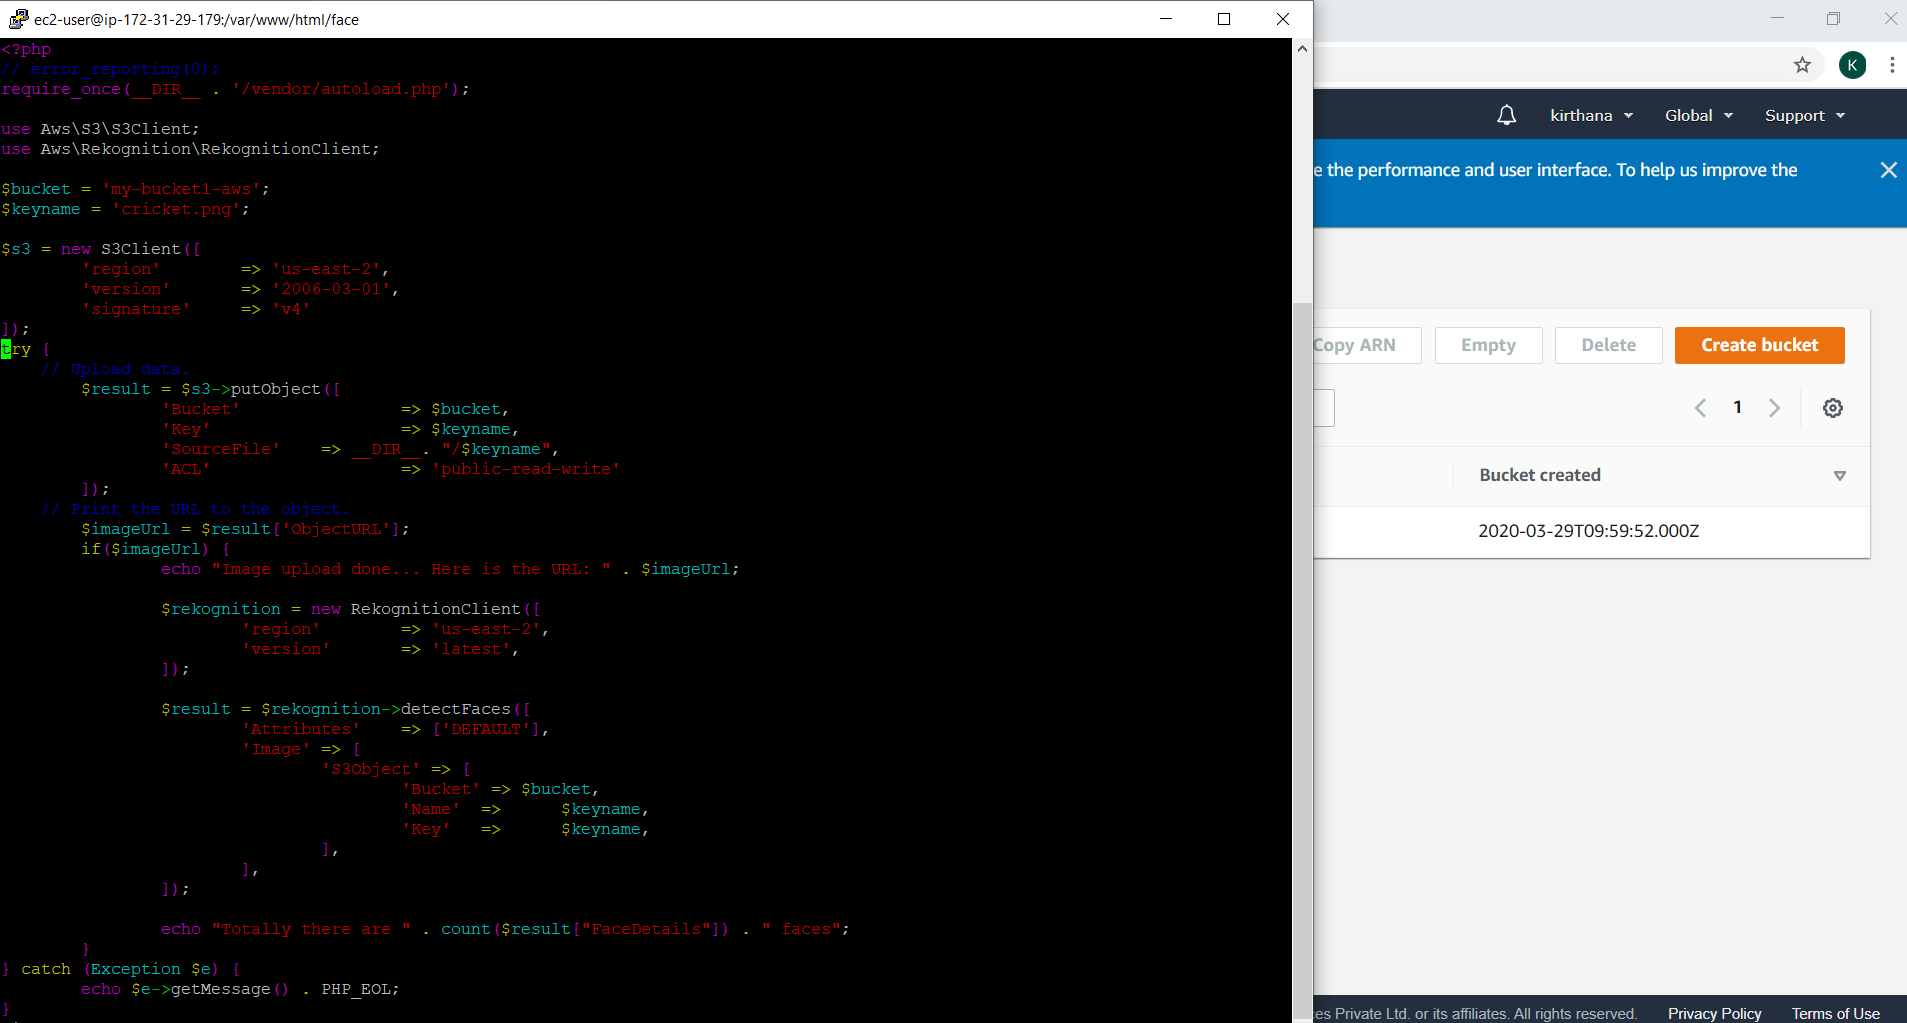 ec2-user@ip-172-31-29-179:/var/www/html/face
<?php
// error_reporting(0);
require_once(__DIR__ . '/vendor/autoload.php');
use Aws\S3\S3Client;
use Aws\Rekognition\RekognitionClient;
$bucket = 'my-bucket1-aws';
$keyname = 'cricket.png';
$s3 = new S3Client([
'region' => 'us-east-2',
'version' => '2006-03-01',
'signature' => 'v4'
]);
try {
// Upload data.
$result = $s3->putObject([
'Bucket' => $bucket,
'Key' => $keyname,
'SourceFile' => __DIR__. "/$keyname",
'ACL' => 'public-read-write'
]);
// Print the URL to the object.
$imageUrl = $result['ObjectURL'];
if($imageUrl) {
echo "Image upload done... Here is the URL: " . $imageUrl;
$rekognition = new RekognitionClient([
'region' => 'us-east-2',
'version' => 'latest',
]);
$result = $rekognition->detectFaces([
'Attributes' => ['DEFAULT'],
'Image' => [
'S3Object' => [
'Bucket' => $bucket,
'Name' => $keyname,
'Key' => $keyname,
],
],
]);
echo "Totally there are " . count($result["FaceDetails"]) . " faces";
}
} catch (Exception $e) {
echo $e->getMessage() . PHP_EOL;
}
K
kirthana Global Support
e the performance and user interface. To help us improve the
Copy ARN Empty Delete Create bucket
1
Bucket created
2020-03-29T09:59:52.000Z
es Private Ltd. or its affiliates. All rights reserved. Privacy Policy Terms of Use